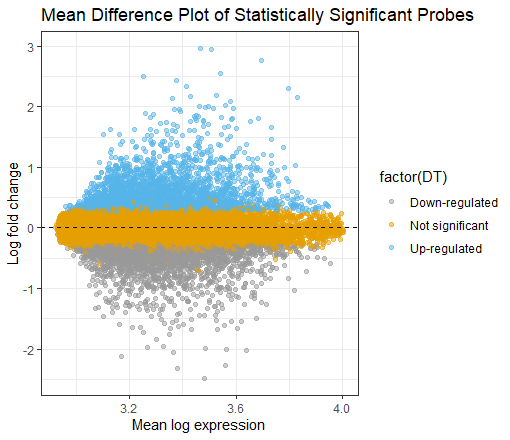 Mean Difference Plot of Statistically Significant Probes
3
2
1
0
-1
-2
Log fold change
3.2
3.6
4.0
Mean log expression
factor(DT)
Down-regulated
Not significant
Up-regulated